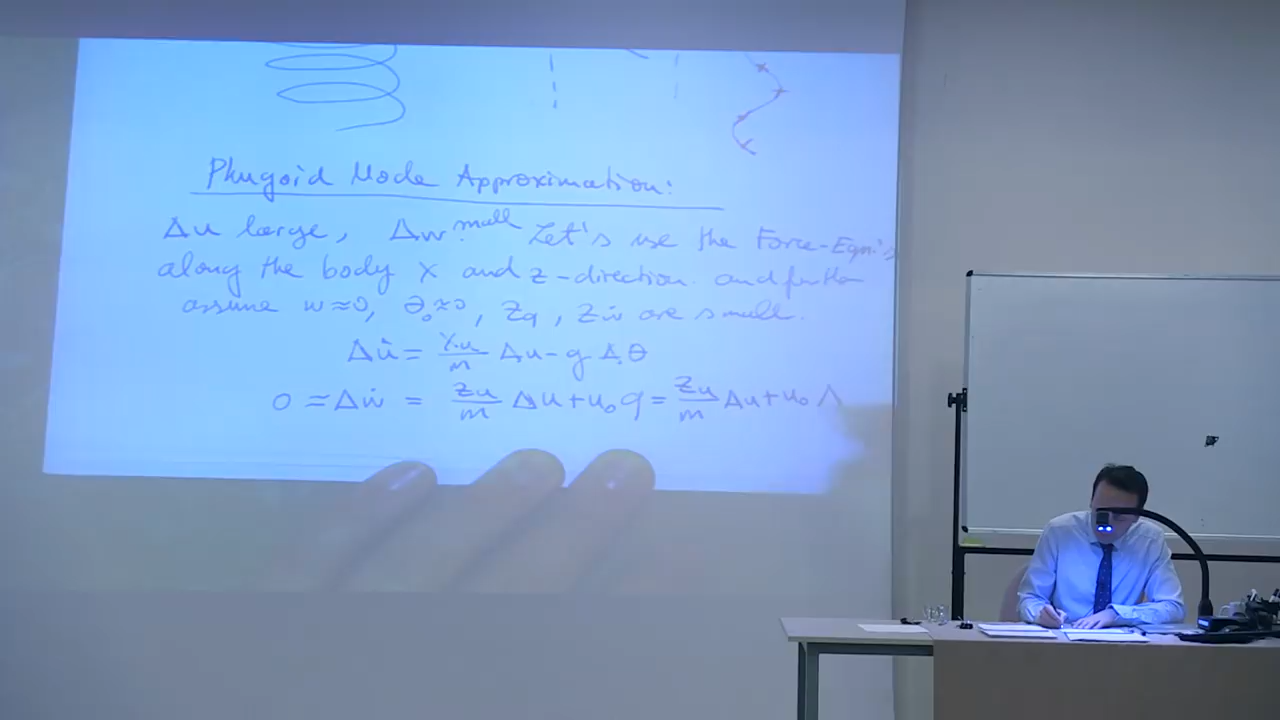 Phugoid Mode Approximation:
Δu large, Δw small Let's use the Force-Eqn's
along the body x and z-direction. and further
assume w≈0, θ₀≈0, Zq, Zẇ are small.
Δu̇ = Xu/m Δu - g Δθ
0 ≈ Δẇ = Zu/m Δu + u₀ q = Zu/m Δu + u₀ Δ